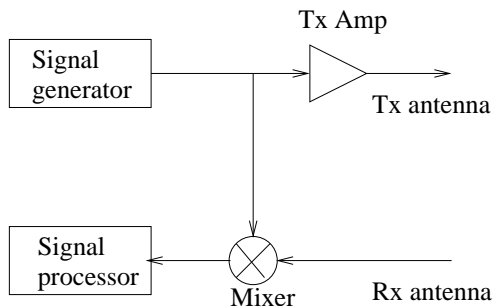 Tx Amp
Signal
generator
Tx antenna
Signal
processor
Mixer
Rx antenna